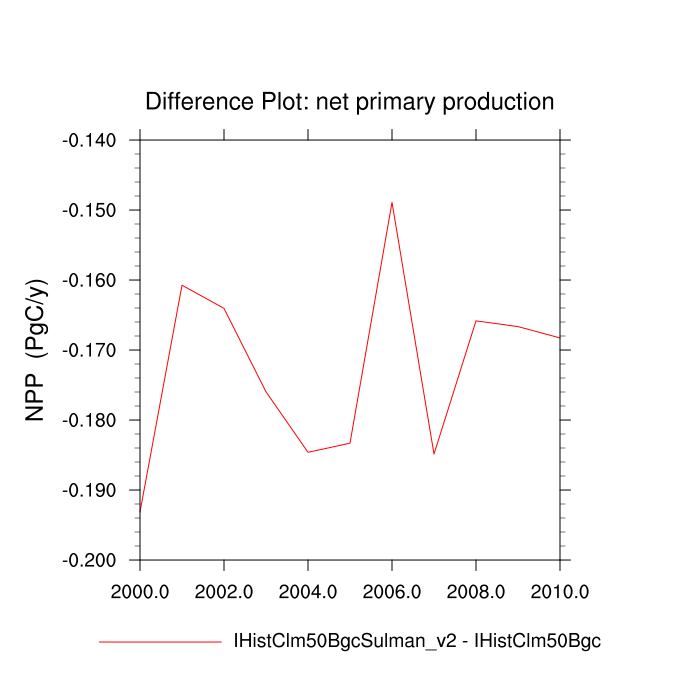 Difference Plot: net primary production
NPP  (PgC/y)
-0.140
-0.150
-0.160
-0.170
-0.180
-0.190
-0.200
2000.0 2002.0 2004.0 2006.0 2008.0 2010.0
IHistClm50BgcSulman_v2 - IHistClm50Bgc